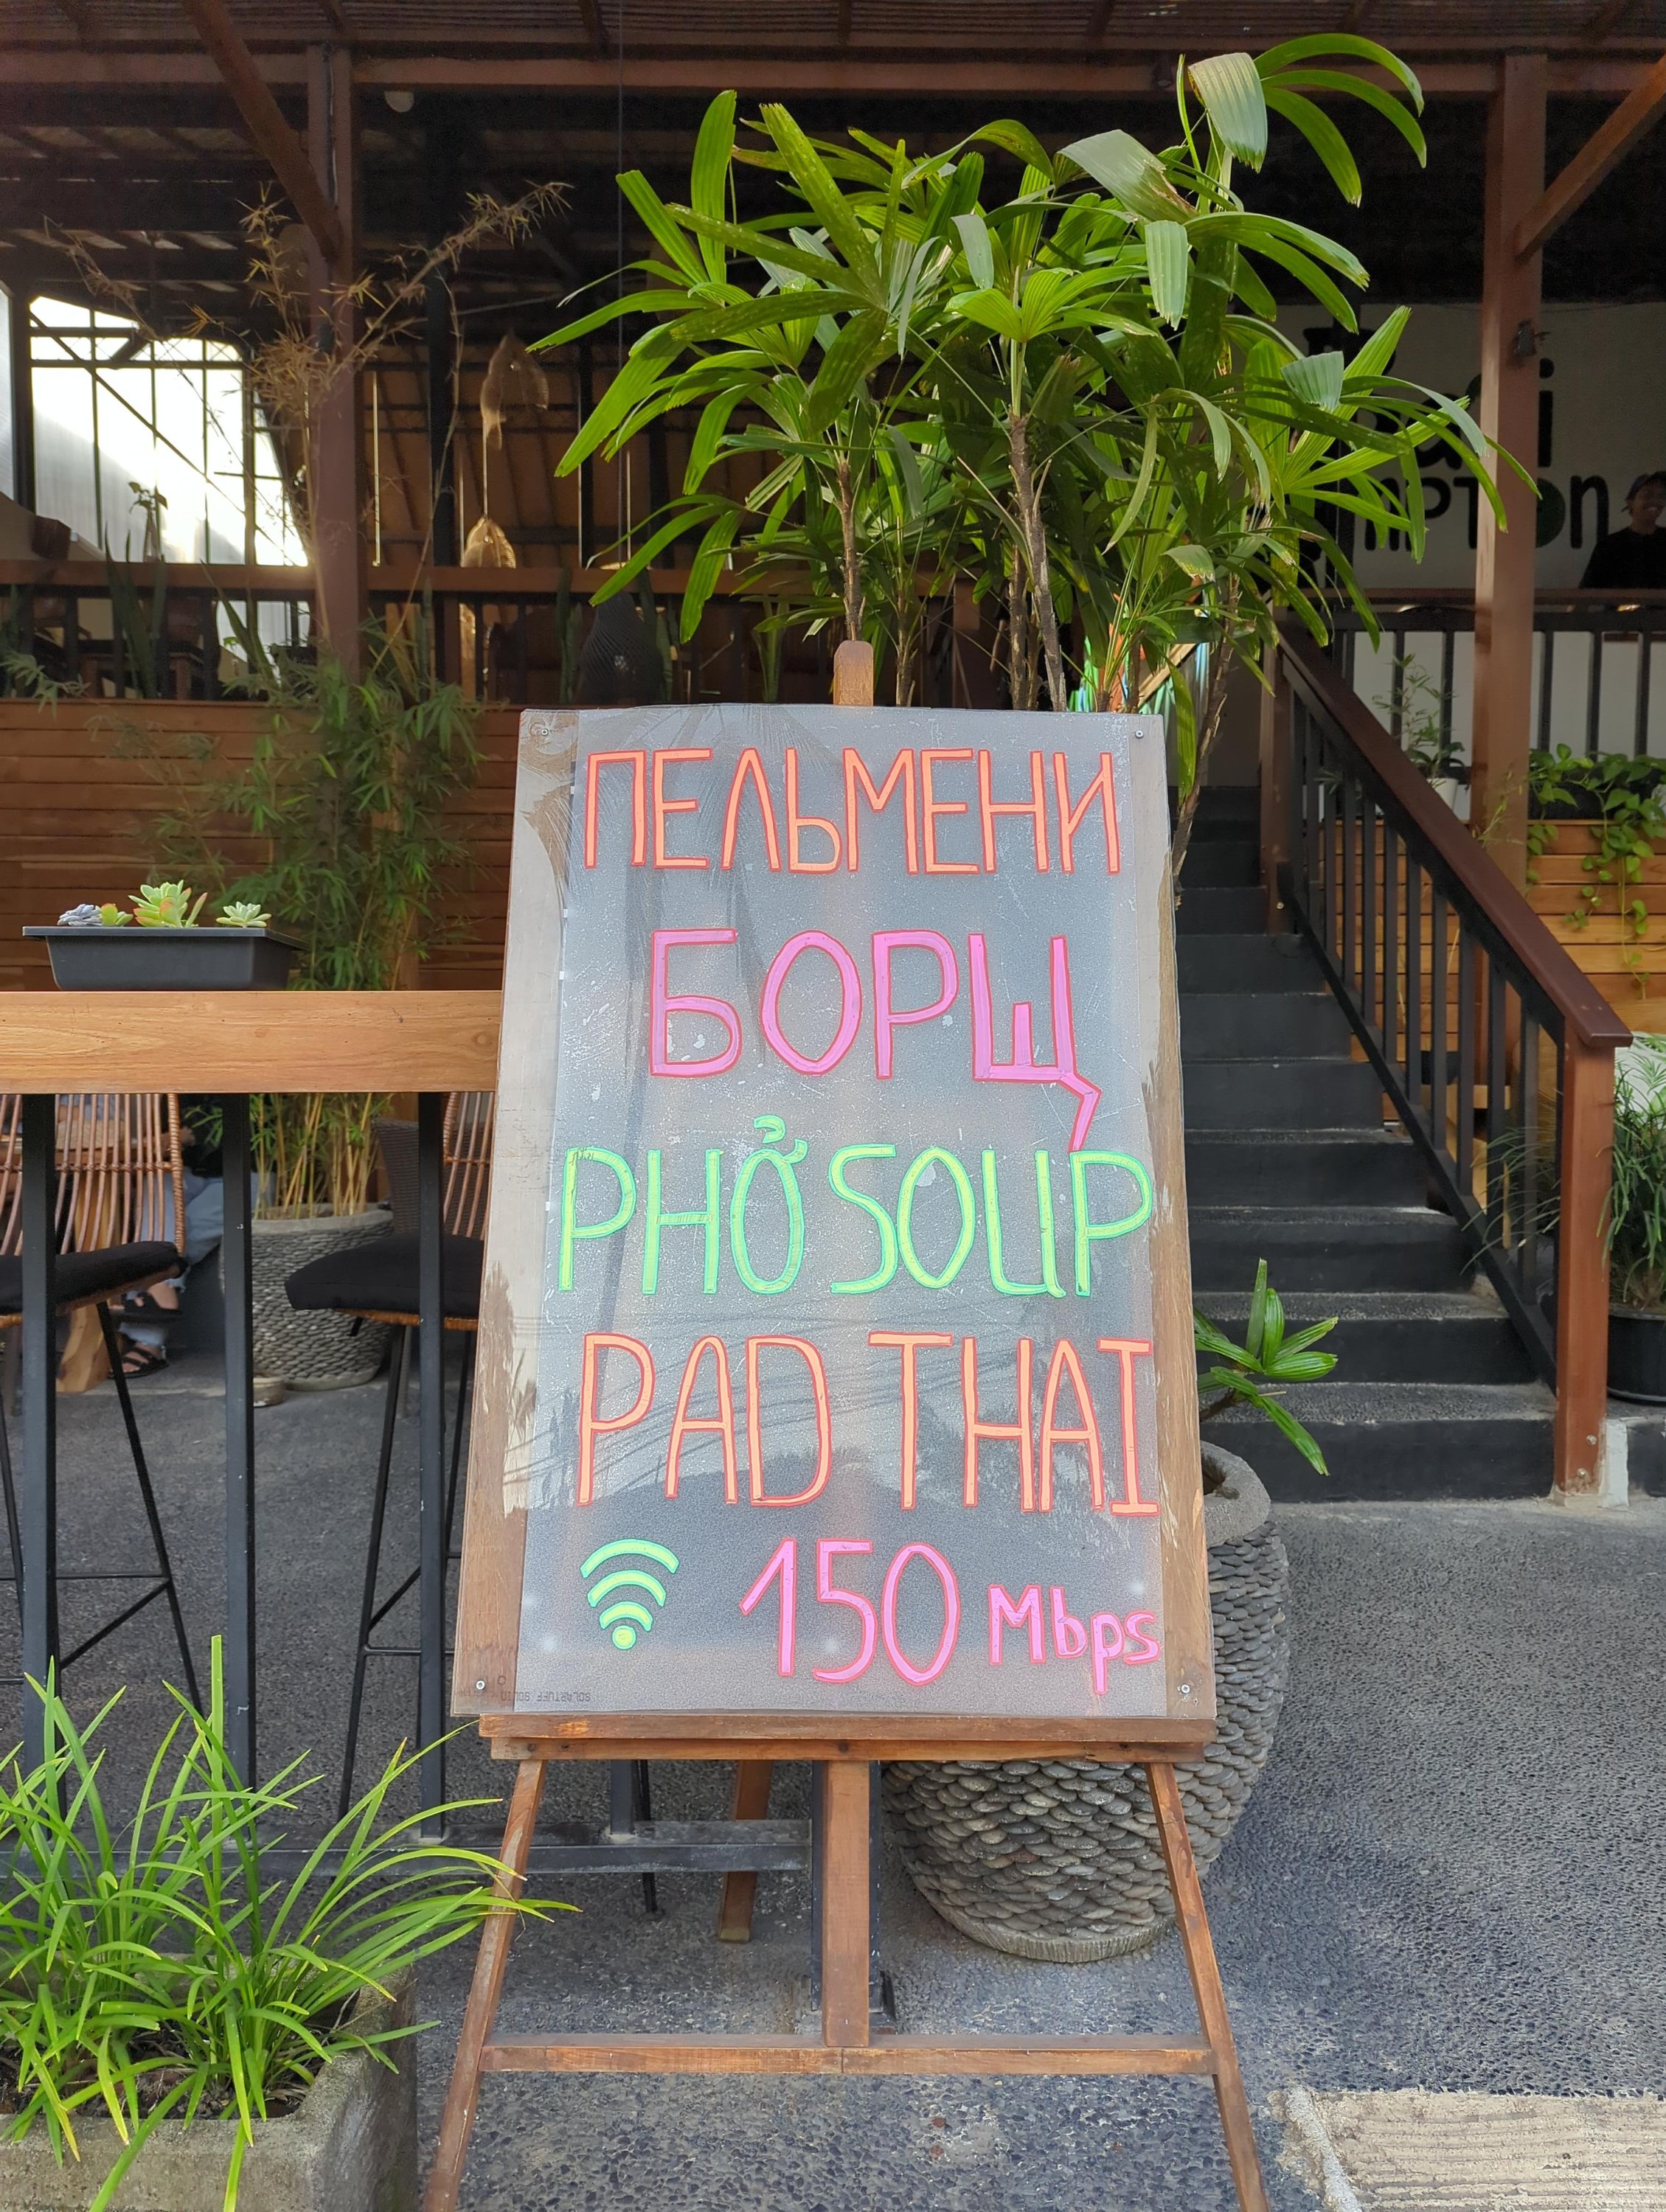 ПЕЛЬМЕНИ
БОРЩ
PHỞ SOUP
PAD THAI
150 Mbps